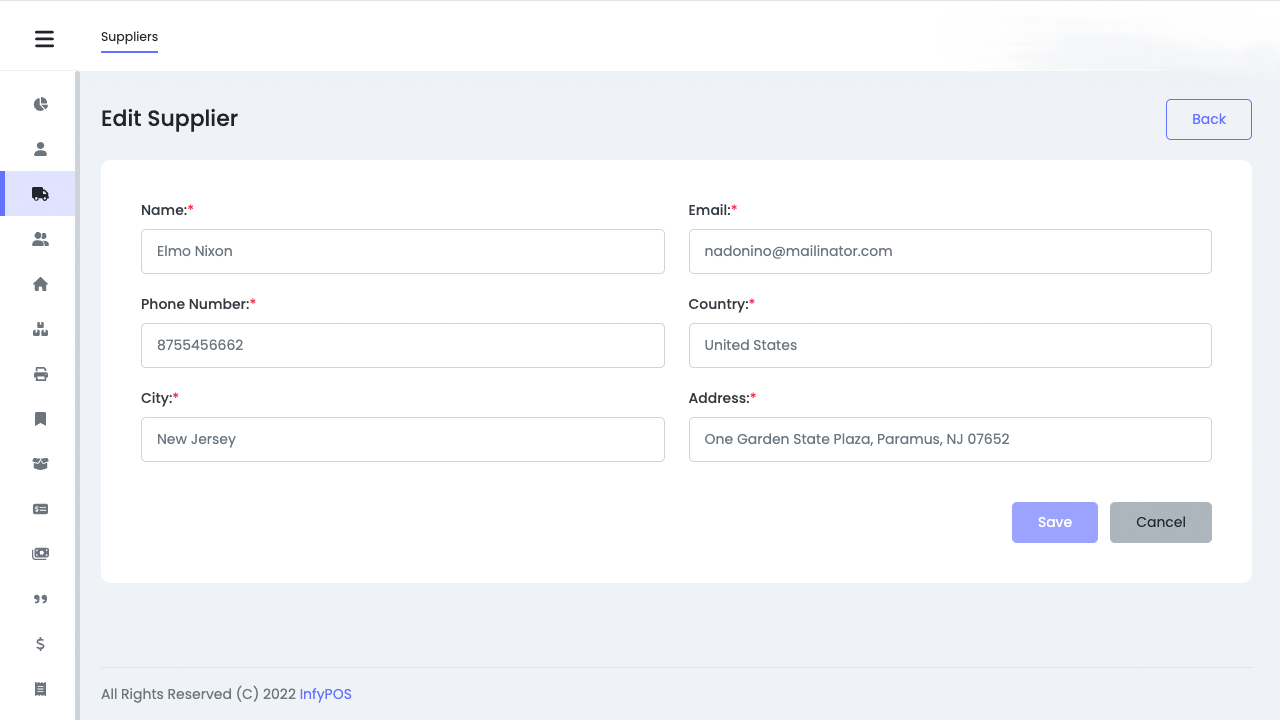 Suppliers
Edit Supplier
Back
Name:*
Email:*
Elmo Nixon
nadonino@mailinator.com
Phone Number:*
Country:*
8755456662
United States
City:*
Address:*
New Jersey
One Garden State Plaza, Paramus, NJ 07652
Save
Cancel
All Rights Reserved (C) 2022 InfyPOS